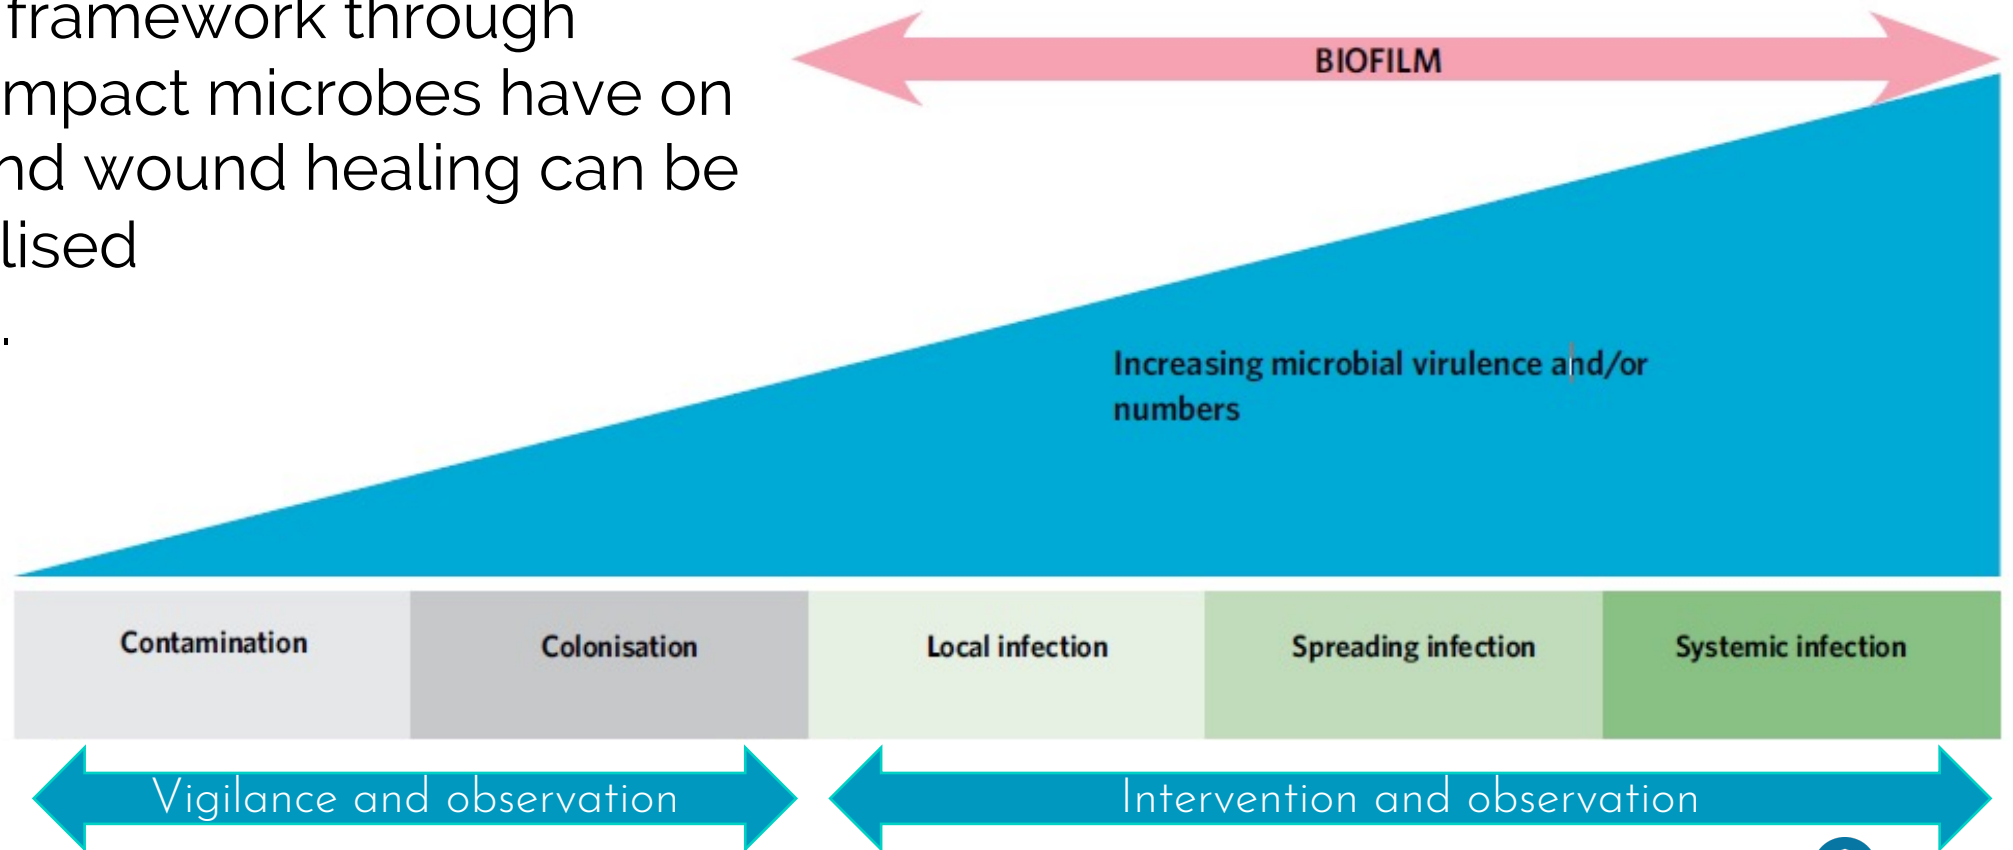 framework through
mpact microbes have on
nd wound healing can be
lised
.
BIOFILM
Increasing microbial virulence and/or
numbers
Contamination
Colonisation
Local infection
Spreading infection
Systemic infection
Vigilance and observation
Intervention and observation